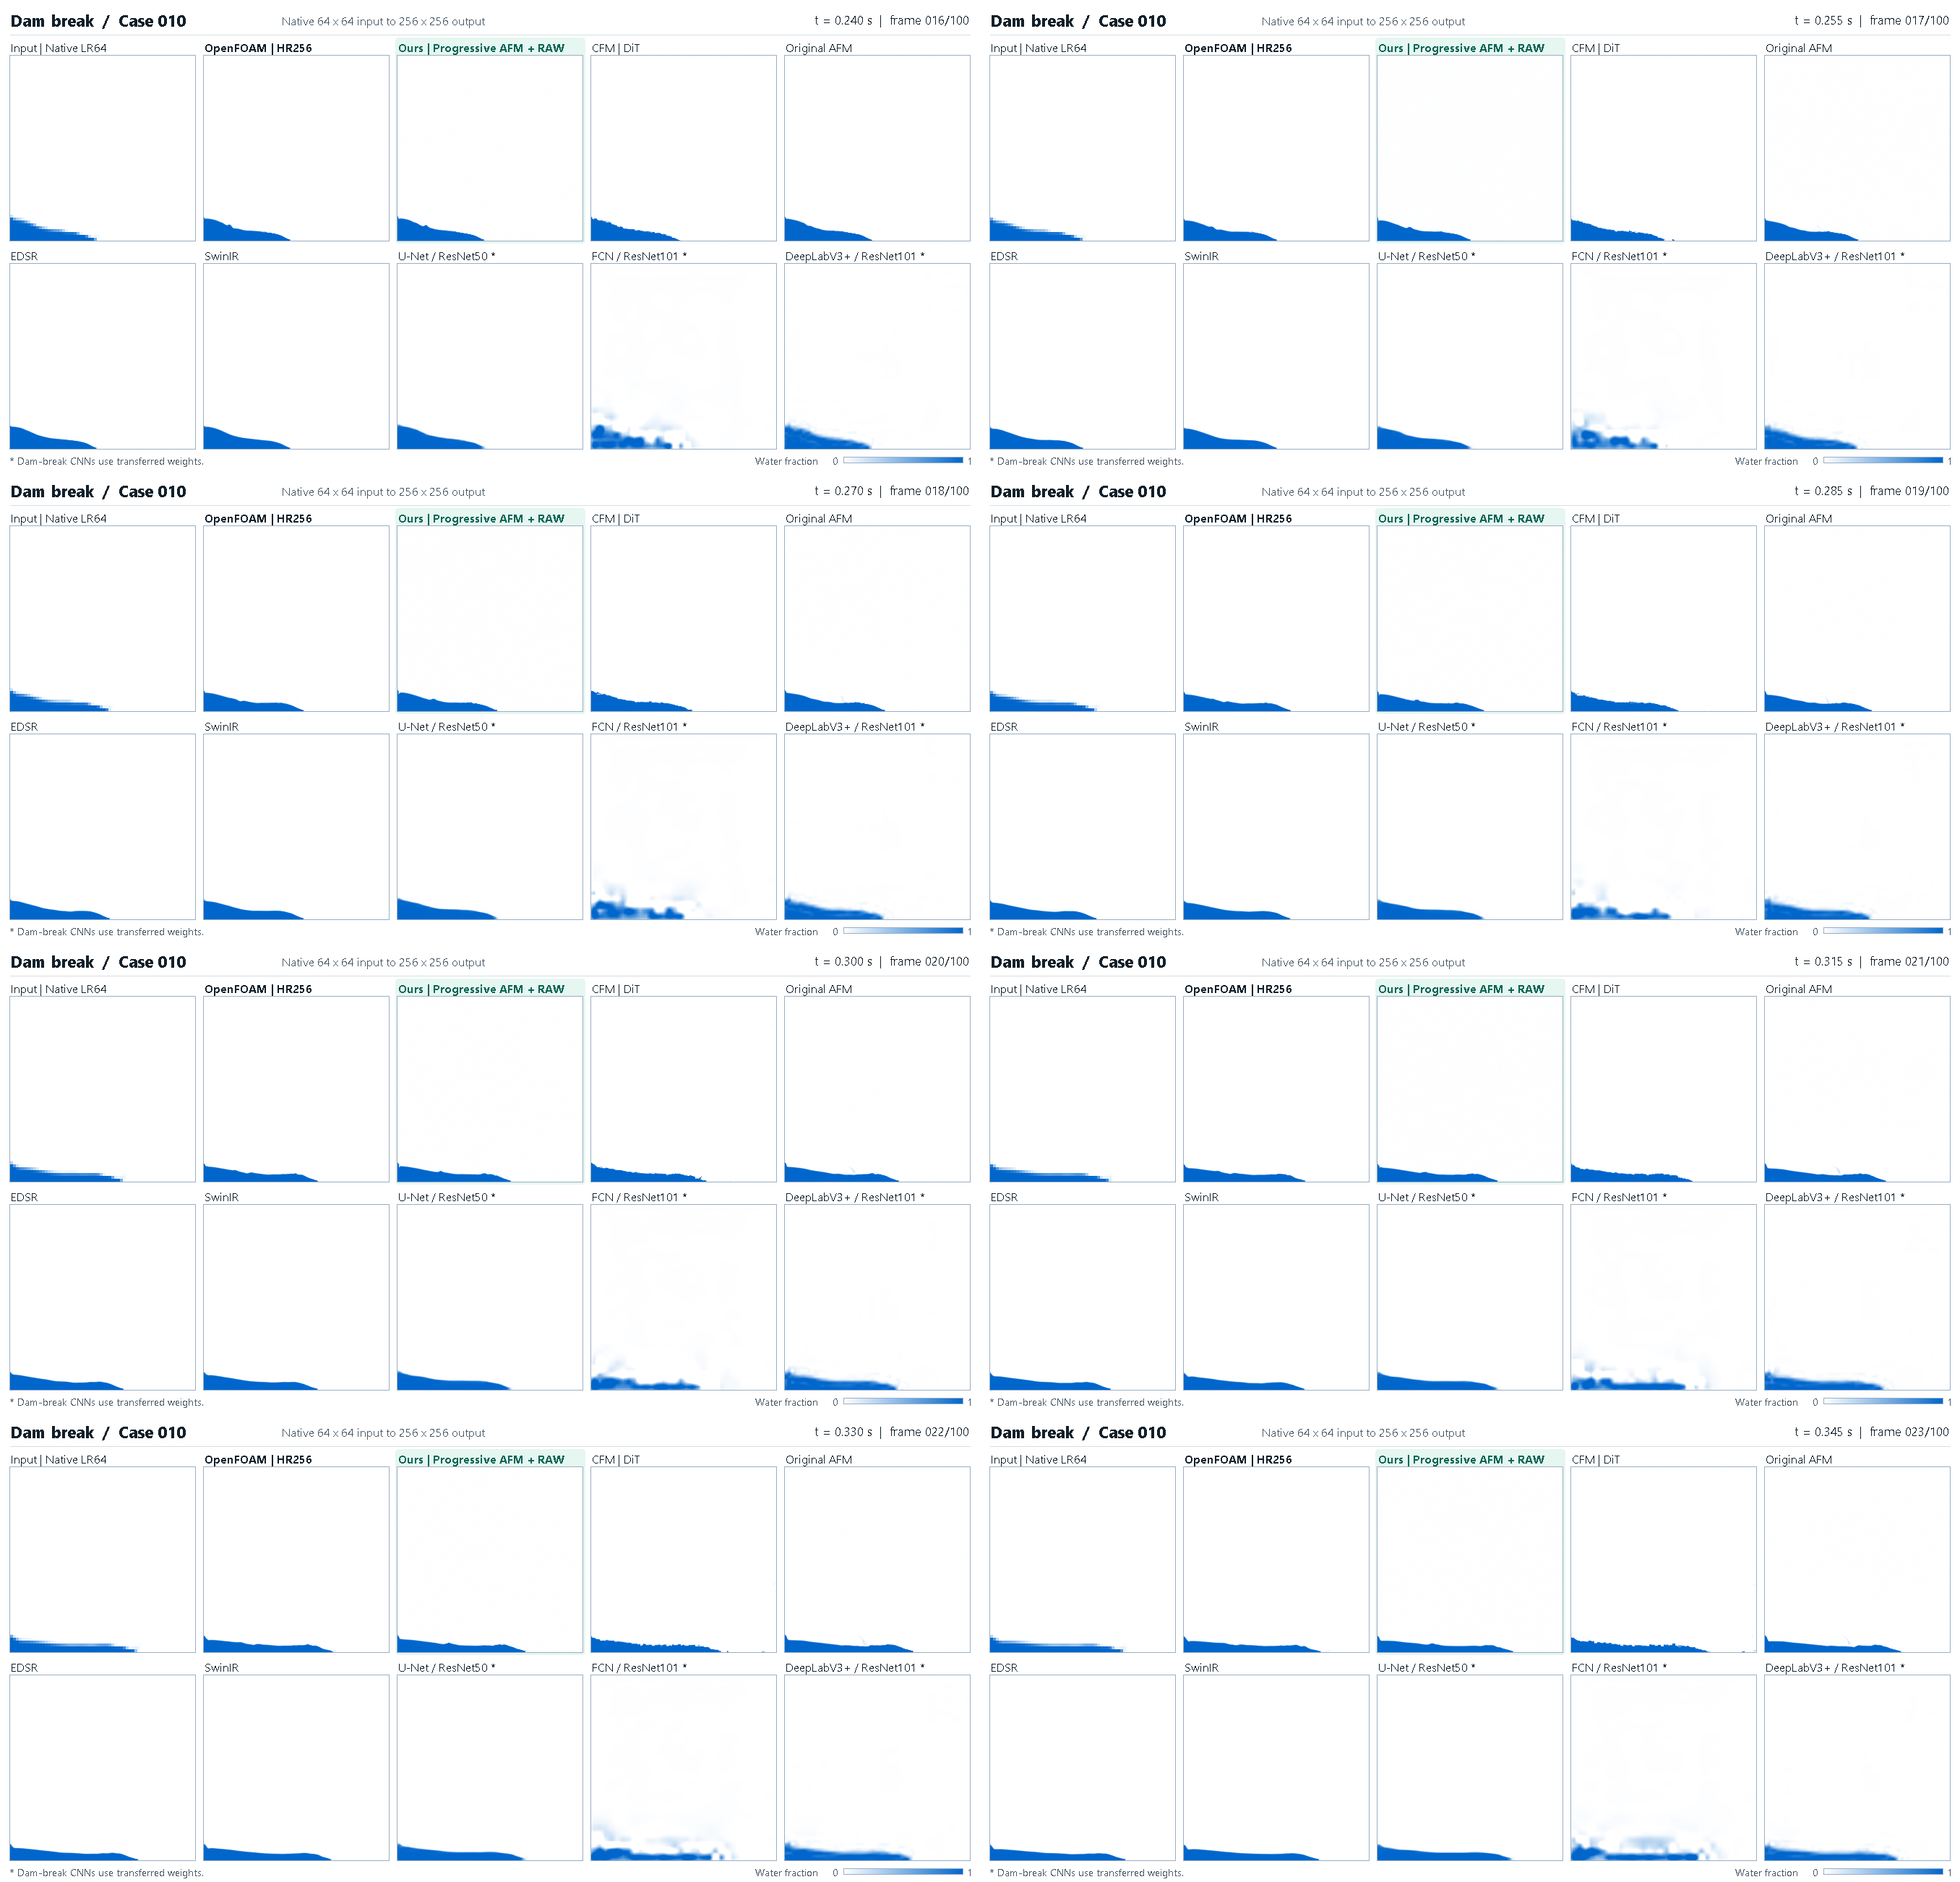 Dam break / Case 010 Native 64 x 64 input to 256 x 256 output t = 0.240 s | frame 016/100
Input | Native LR64 OpenFOAM | HR256 Ours | Progressive AFM + RAW CFM | DiT Original AFM
EDSR SwinIR U-Net / ResNet50 * FCN / ResNet101 * DeepLabV3+ / ResNet101 *
* Dam-break CNNs use transferred weights. Water fraction 0 1
Dam break / Case 010 Native 64 x 64 input to 256 x 256 output t = 0.255 s | frame 017/100
Input | Native LR64 OpenFOAM | HR256 Ours | Progressive AFM + RAW CFM | DiT Original AFM
EDSR SwinIR U-Net / ResNet50 * FCN / ResNet101 * DeepLabV3+ / ResNet101 *
* Dam-break CNNs use transferred weights. Water fraction 0 1
Dam break / Case 010 Native 64 x 64 input to 256 x 256 output t = 0.270 s | frame 018/100
Input | Native LR64 OpenFOAM | HR256 Ours | Progressive AFM + RAW CFM | DiT Original AFM
EDSR SwinIR U-Net / ResNet50 * FCN / ResNet101 * DeepLabV3+ / ResNet101 *
* Dam-break CNNs use transferred weights. Water fraction 0 1
Dam break / Case 010 Native 64 x 64 input to 256 x 256 output t = 0.285 s | frame 019/100
Input | Native LR64 OpenFOAM | HR256 Ours | Progressive AFM + RAW CFM | DiT Original AFM
EDSR SwinIR U-Net / ResNet50 * FCN / ResNet101 * DeepLabV3+ / ResNet101 *
* Dam-break CNNs use transferred weights. Water fraction 0 1
Dam break / Case 010 Native 64 x 64 input to 256 x 256 output t = 0.300 s | frame 020/100
Input | Native LR64 OpenFOAM | HR256 Ours | Progressive AFM + RAW CFM | DiT Original AFM
EDSR SwinIR U-Net / ResNet50 * FCN / ResNet101 * DeepLabV3+ / ResNet101 *
* Dam-break CNNs use transferred weights. Water fraction 0 1
Dam break / Case 010 Native 64 x 64 input to 256 x 256 output t = 0.315 s | frame 021/100
Input | Native LR64 OpenFOAM | HR256 Ours | Progressive AFM + RAW CFM | DiT Original AFM
EDSR SwinIR U-Net / ResNet50 * FCN / ResNet101 * DeepLabV3+ / ResNet101 *
* Dam-break CNNs use transferred weights. Water fraction 0 1
Dam break / Case 010 Native 64 x 64 input to 256 x 256 output t = 0.330 s | frame 022/100
Input | Native LR64 OpenFOAM | HR256 Ours | Progressive AFM + RAW CFM | DiT Original AFM
EDSR SwinIR U-Net / ResNet50 * FCN / ResNet101 * DeepLabV3+ / ResNet101 *
* Dam-break CNNs use transferred weights. Water fraction 0 1
Dam break / Case 010 Native 64 x 64 input to 256 x 256 output t = 0.345 s | frame 023/100
Input | Native LR64 OpenFOAM | HR256 Ours | Progressive AFM + RAW CFM | DiT Original AFM
EDSR SwinIR U-Net / ResNet50 * FCN / ResNet101 * DeepLabV3+ / ResNet101 *
* Dam-break CNNs use transferred weights. Water fraction 0 1